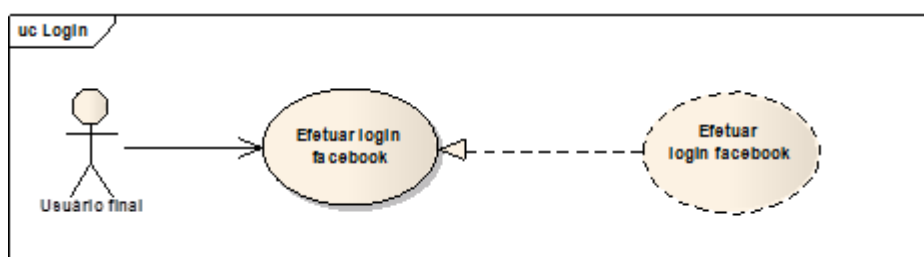 uc Login
Efetuar login
facebook
Efetuar
login facebook
Usuário final